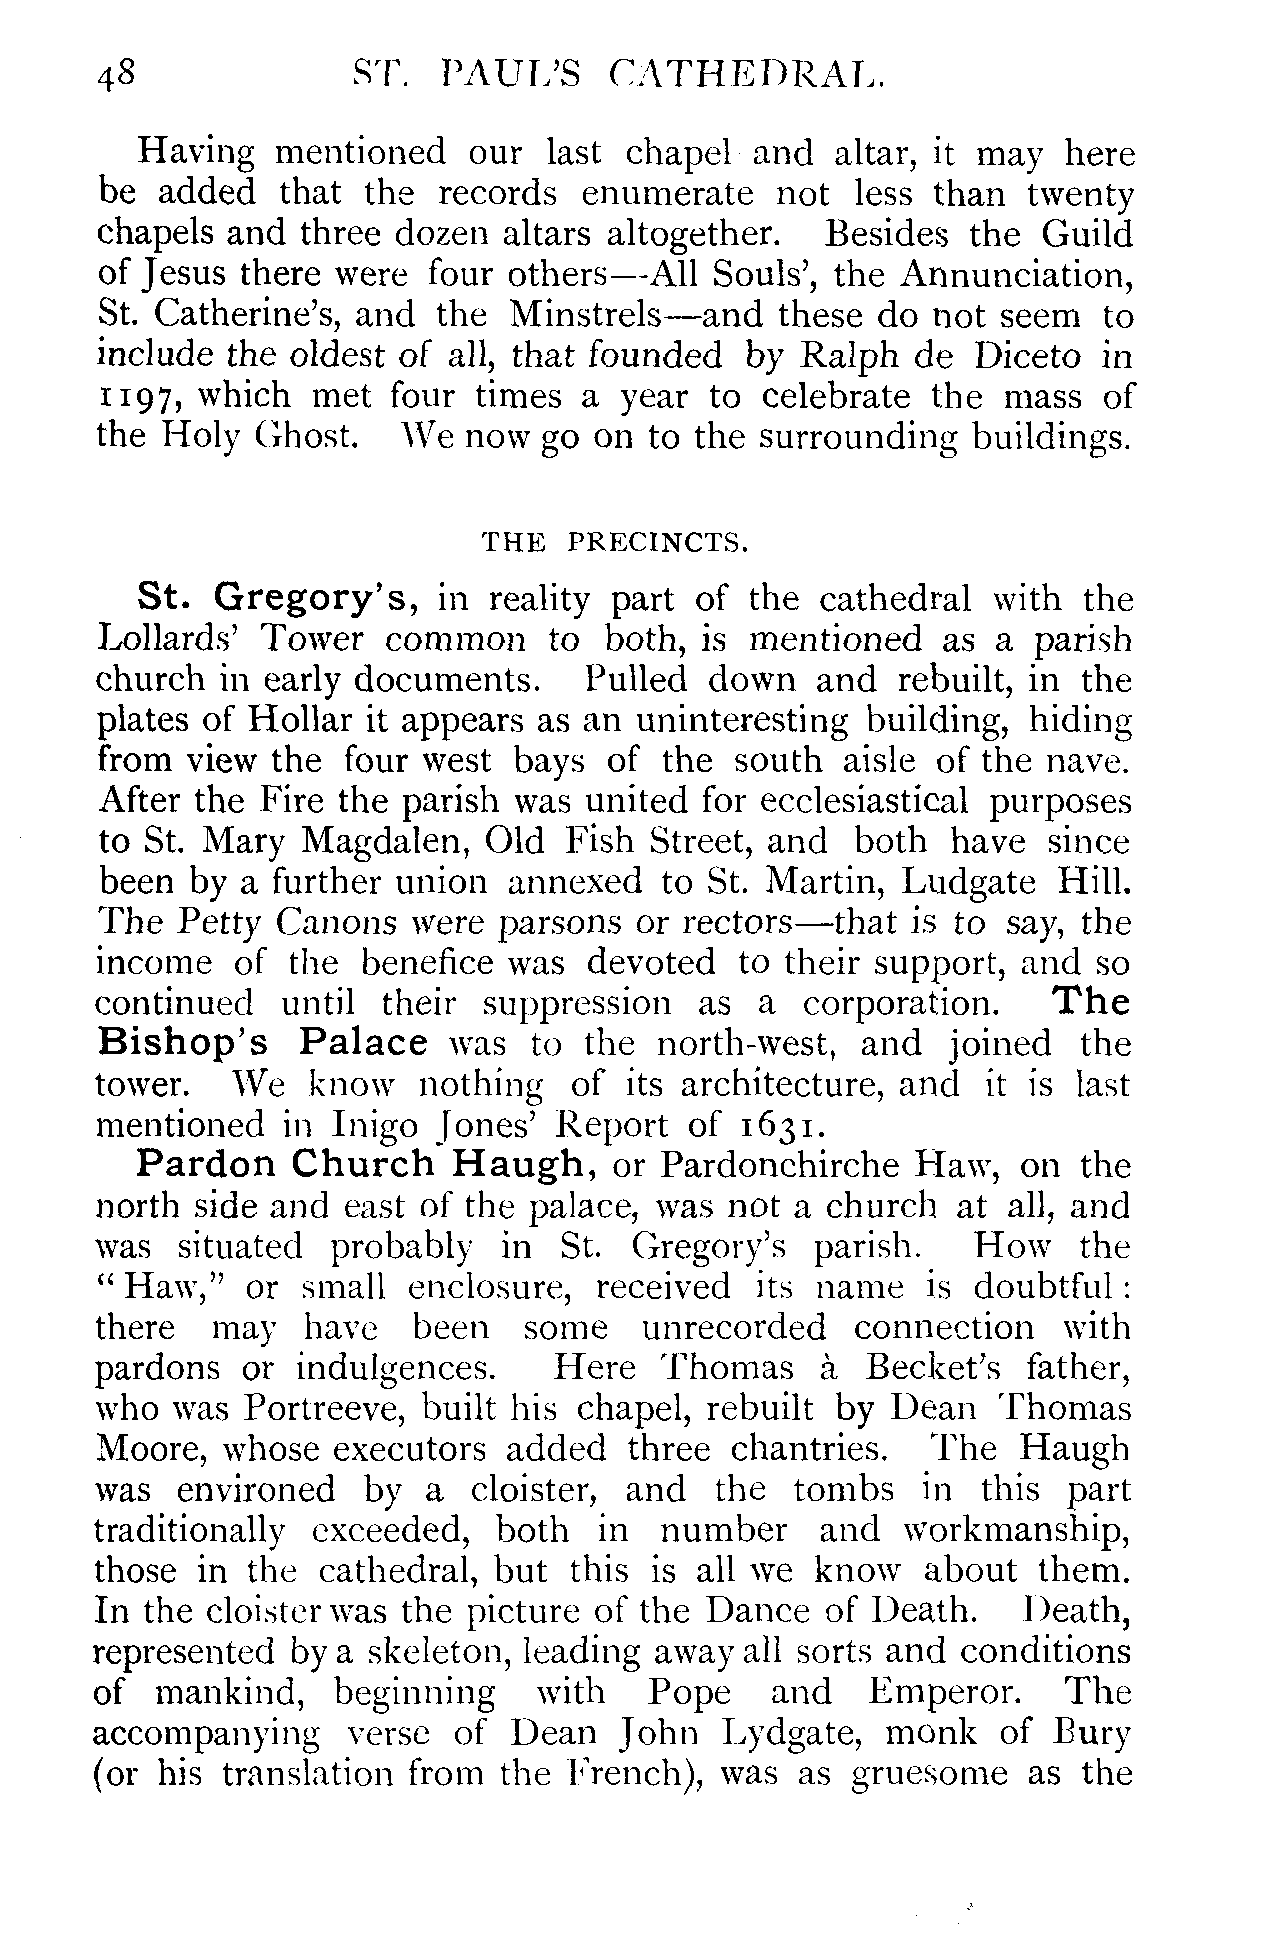 48 ST. PAUL'S CATHEDRAL.
Having mentioned our last chapel and altar, it may here
be added that the records enumerate not less than twenty
chapels and three dozen altars altogether. Besides the Guild
of Jesus there were four others—All Souls', the Annunciation,
St. Catherine's, and the Minstrels—and these do not seem to
include the oldest of all, that founded by Ralph de Diceto in
1197, which met four times a year to celebrate the mass of
the Holy Ghost. We now go on to the surrounding buildings.
THE PRECINCTS.
St. Gregory's, in reality part of the cathedral with the
Lollards' Tower common to both, is mentioned as a parish
church in early documents. Pulled down and rebuilt, in the
plates of Hollar it appears as an uninteresting building, hiding
from view the four west bays of the south aisle of the nave.
After the Fire the parish was united for ecclesiastical purposes
to St. Mary Magdalen, Old Fish Street, and both have since
been by a further union annexed to St. Martin, Ludgate Hill.
The Petty Canons were parsons or rectors—that is to say, the
income of the benefice was devoted to their support, and so
continued until their suppression as a corporation. The
Bishop's Palace was to the north-west, and joined the
tower. We know nothing of its architecture, and it is last
mentioned in Inigo Jones' Report of 1631.
Pardon Church Haugh, or Pardonchirche Haw, on the
north side and east of the palace, was not a church at all, and
was situated probably in St. Gregory's parish. How the
"Haw," or small enclosure, received its name is doubtful:
there may have been some unrecorded connection with
pardons or indulgences. Here Thomas à Becket's father,
who was Portreeve, built his chapel, rebuilt by Dean Thomas
Moore, whose executors added three chantries. The Haugh
was environed by a cloister, and the tombs in this part
traditionally exceeded, both in number and workmanship,
those in the cathedral, but this is all we know about them.
In the cloister was the picture of the Dance of Death. Death,
represented by a skeleton, leading away all sorts and conditions
of mankind, beginning with Pope and Emperor. The
accompanying verse of Dean John Lydgate, monk of Bury
(or his translation from the French), was as gruesome as the